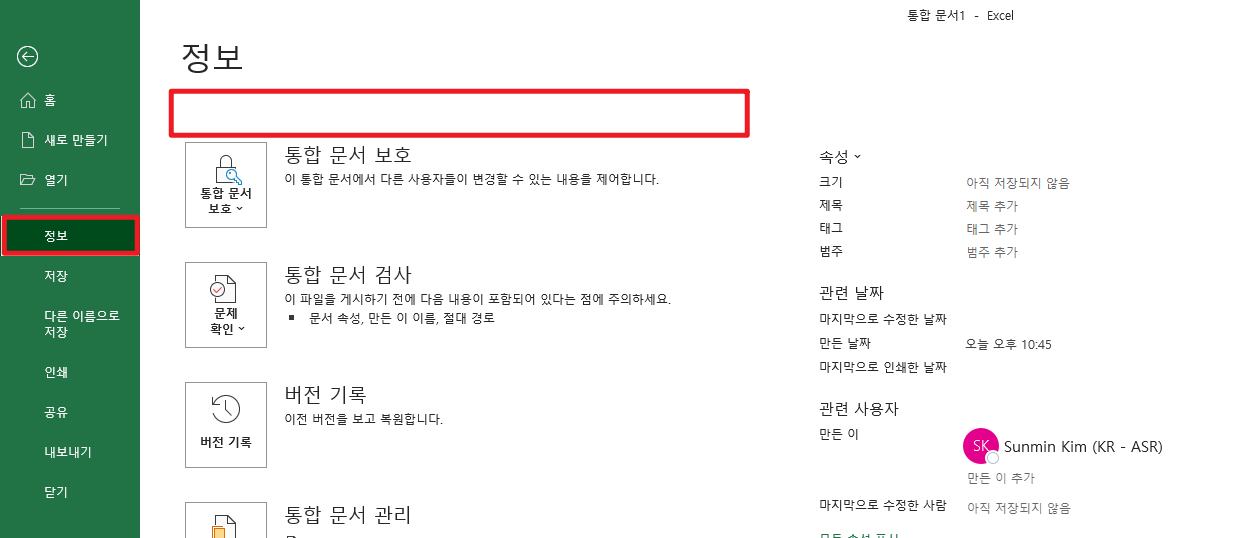 통합 문서1 - Excel
정보
홈
새로 만들기
열기
정보
저장
다른 이름으로
저장
인쇄
공유
내보내기
닫기
통합 문서
보호
통합 문서 보호
이 통합 문서에서 다른 사용자들이 변경할 수 있는 내용을 제어합니다.
문제
확인
통합 문서 검사
이 파일을 게시하기 전에 다음 내용이 포함되어 있다는 점에 주의하세요.
문서 속성, 만든 이 이름, 절대 경로
버전 기록
버전 기록
이전 버전을 보고 복원합니다.
통합 문서 관리
속성
크기 아직 저장되지 않음
제목 제목 추가
태그 태그 추가
범주 범주 추가
관련 날짜
마지막으로 수정한 날짜
만든 날짜 오늘 오후 10:45
마지막으로 인쇄한 날짜
관련 사용자
만든 이
SK Sunmin Kim (KR - ASR)
만든 이 추가
마지막으로 수정한 사람 아직 저장되지 않음